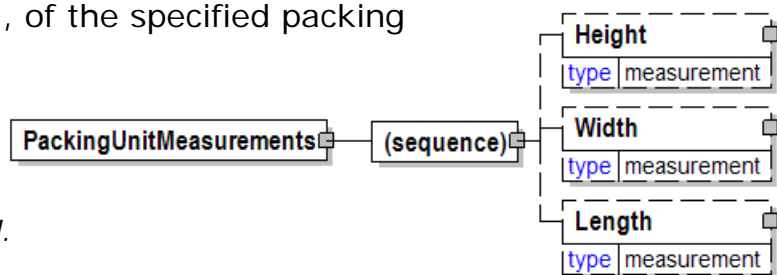 , of the specified packing
Height
type measurement
PackingUnitMeasurements
(sequence)
Width
type measurement
Length
type measurement